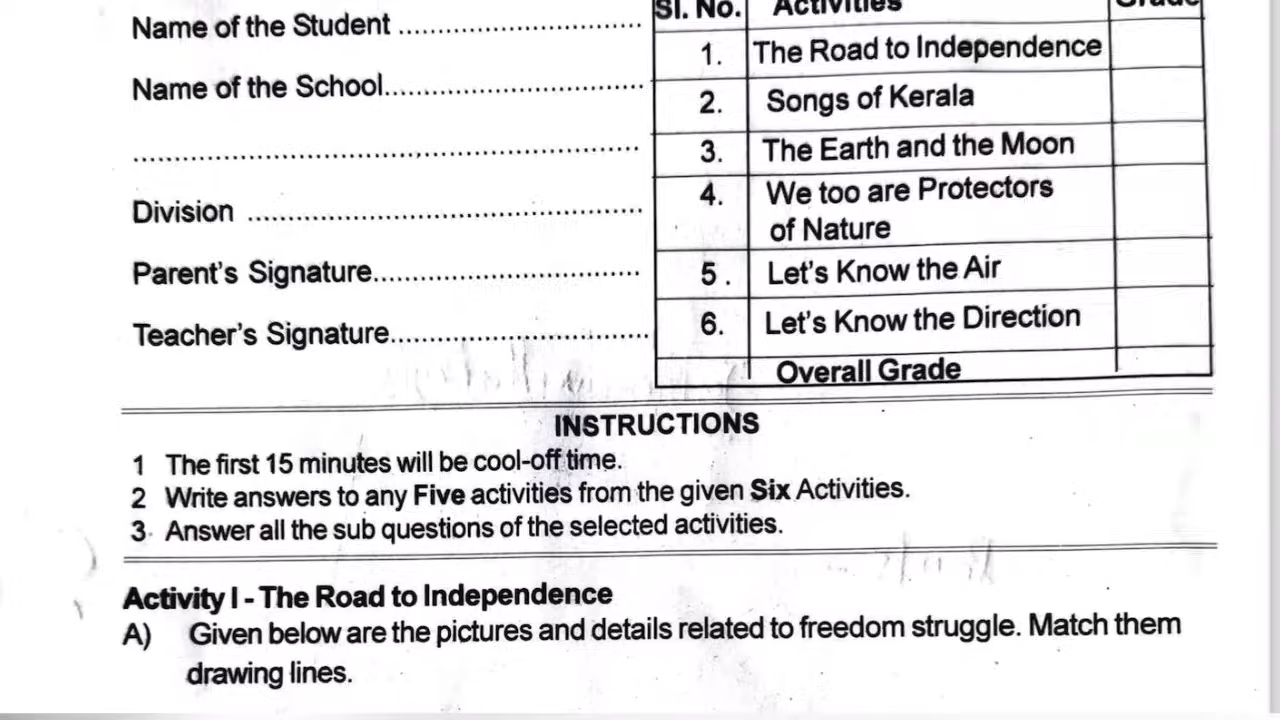 Name of the Student ..............................
Name of the School..............................
............................................................
Division ..............................................
Parent's Signature................................
Teacher's Signature..............................
Sl. No. Activities Grade
1. The Road to Independence
2. Songs of Kerala
3. The Earth and the Moon
4. We too are Protectors
of Nature
5 . Let's Know the Air
6. Let's Know the Direction
Overall Grade
INSTRUCTIONS
1 The first 15 minutes will be cool-off time.
2 Write answers to any Five activities from the given Six Activities.
3. Answer all the sub questions of the selected activities.
Activity I - The Road to Independence
A) Given below are the pictures and details related to freedom struggle. Match them
drawing lines.